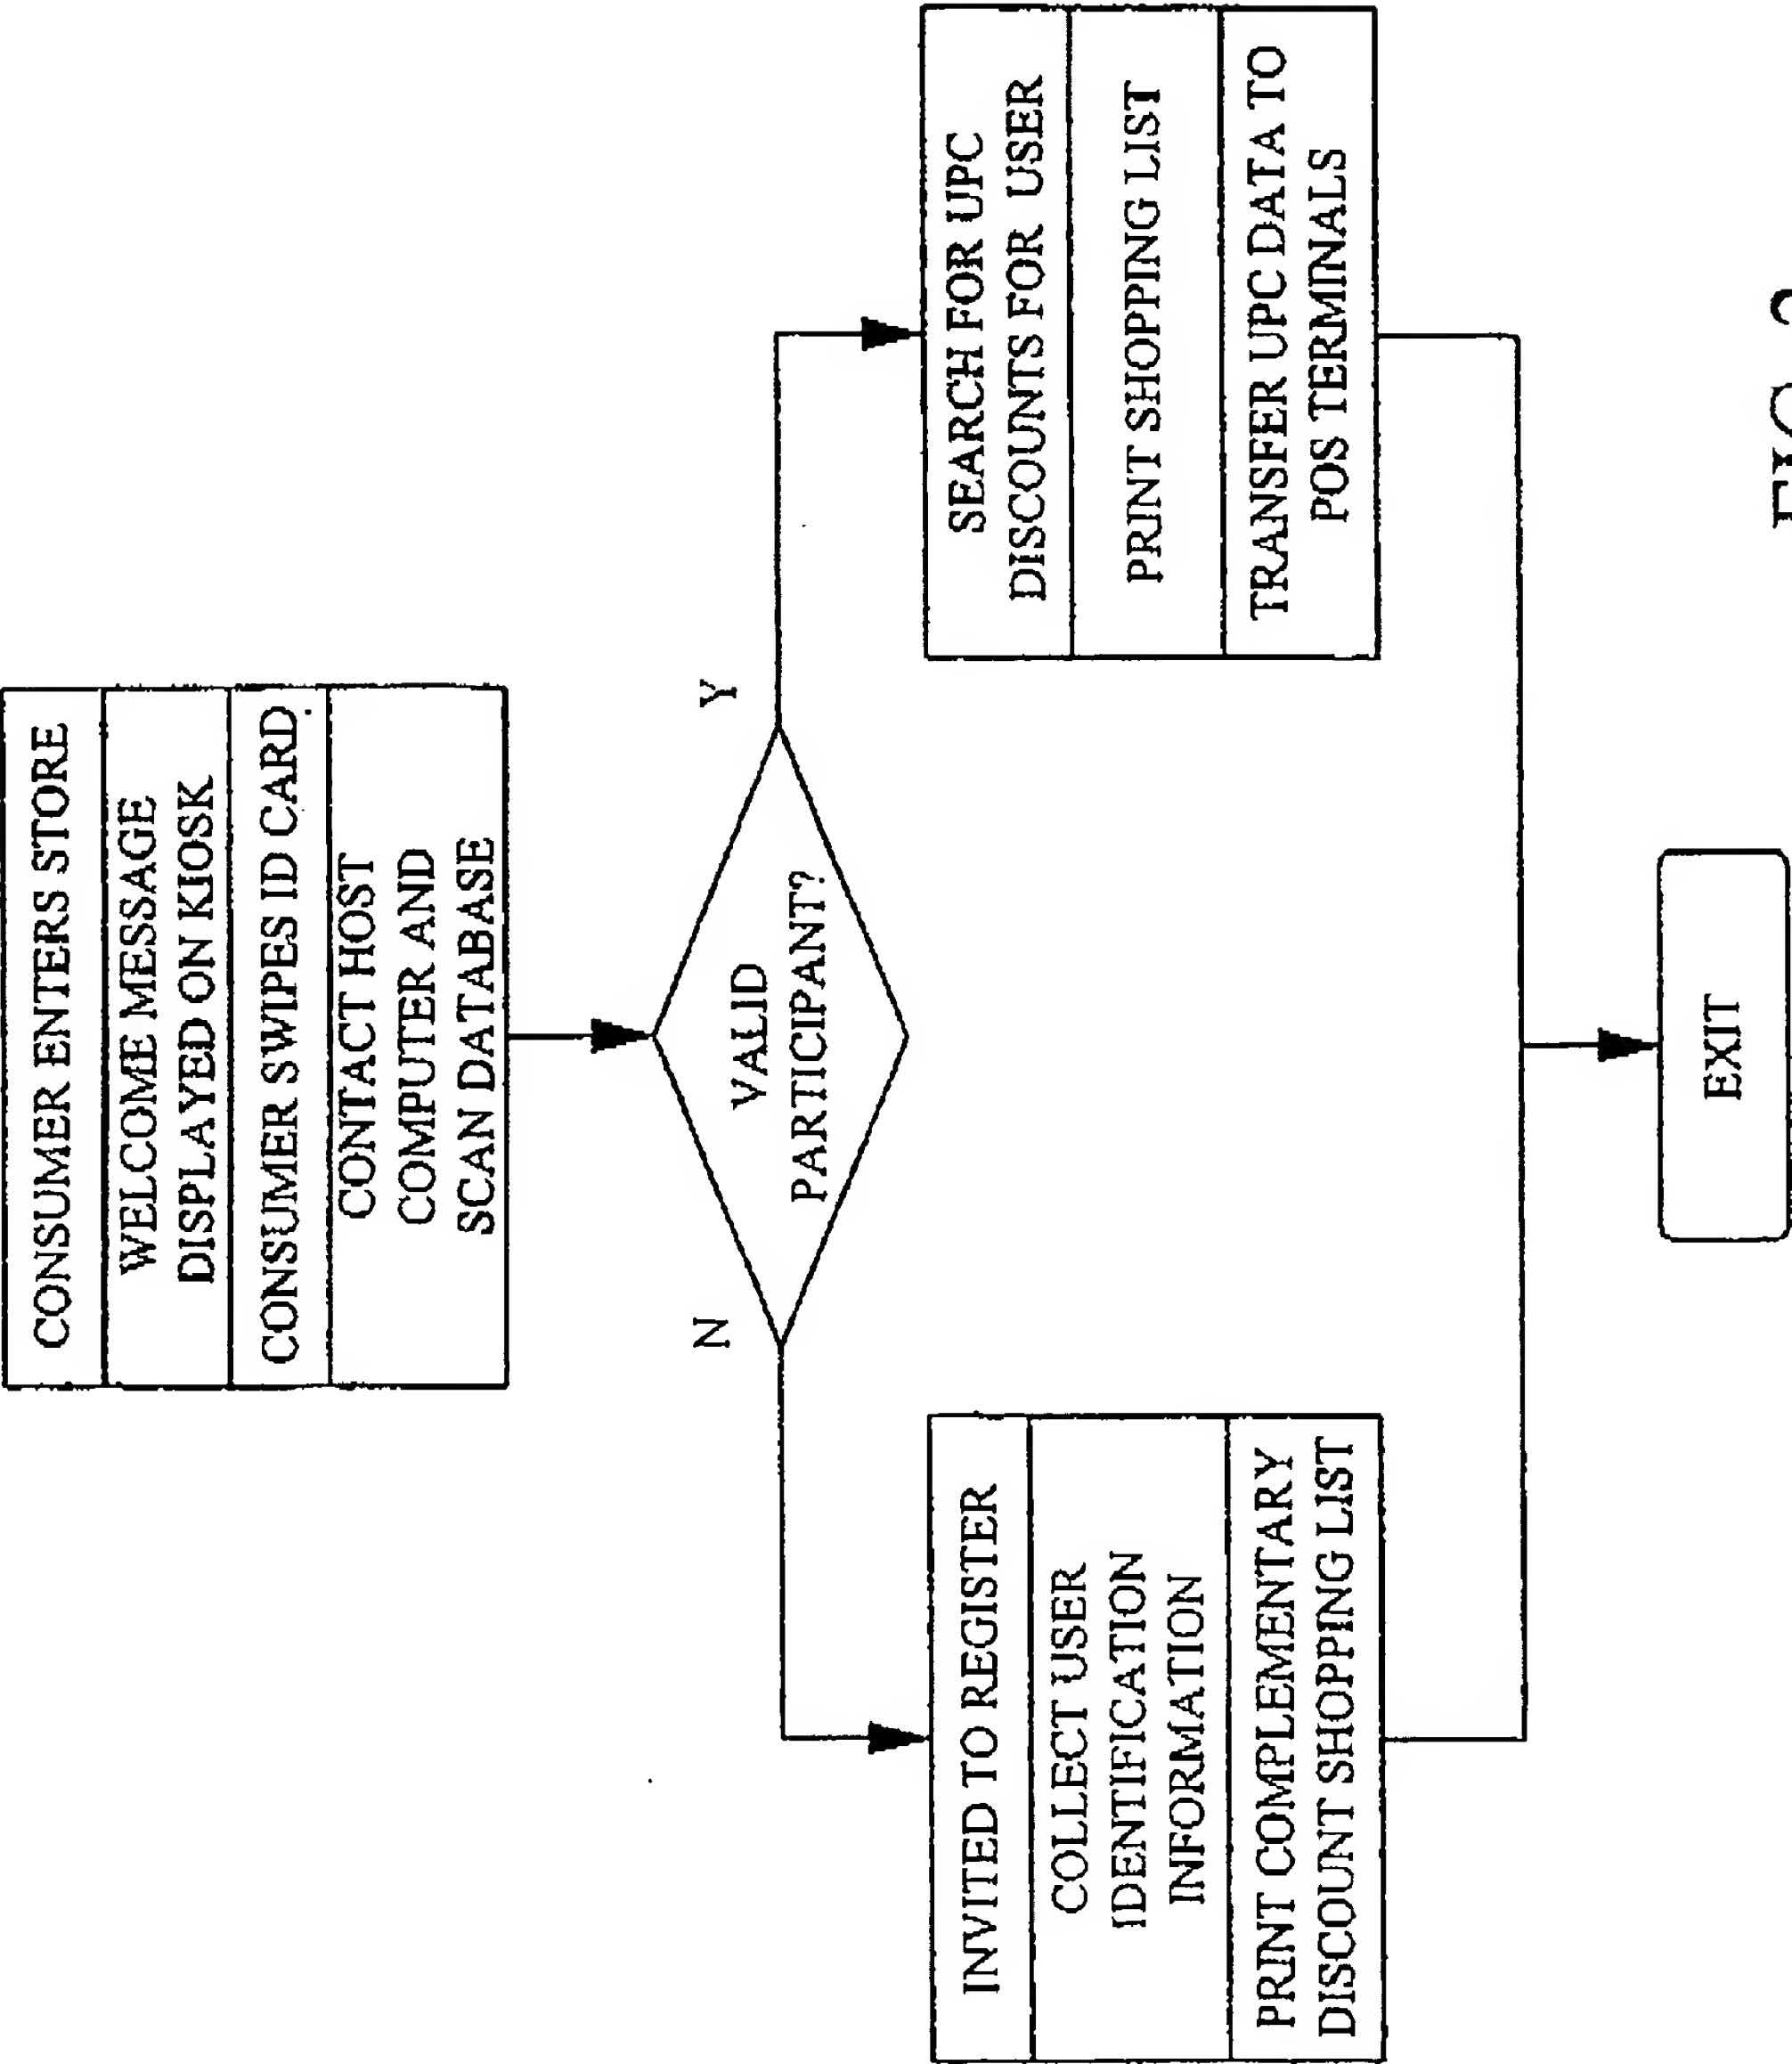 CONSUMER ENTERS STORE
WELCOME MESSAGE
DISPLAYED ON KIOSK
CONSUMER SWIPES ID CARD
CONTACT HOST
COMPUTER AND
SCAN DATABASE
VALID
PARTICIPANT?
N
Y
INVITED TO REGISTER
COLLECT USER
IDENTIFICATION
INFORMATION
PRINT COMPLEMENTARY
DISCOUNT SHOPPING LIST
SEARCH FOR UPC
DISCOUNTS FOR USER
PRINT SHOPPING LIST
TRANSFER UPC DATA TO
POS TERMINALS
EXIT